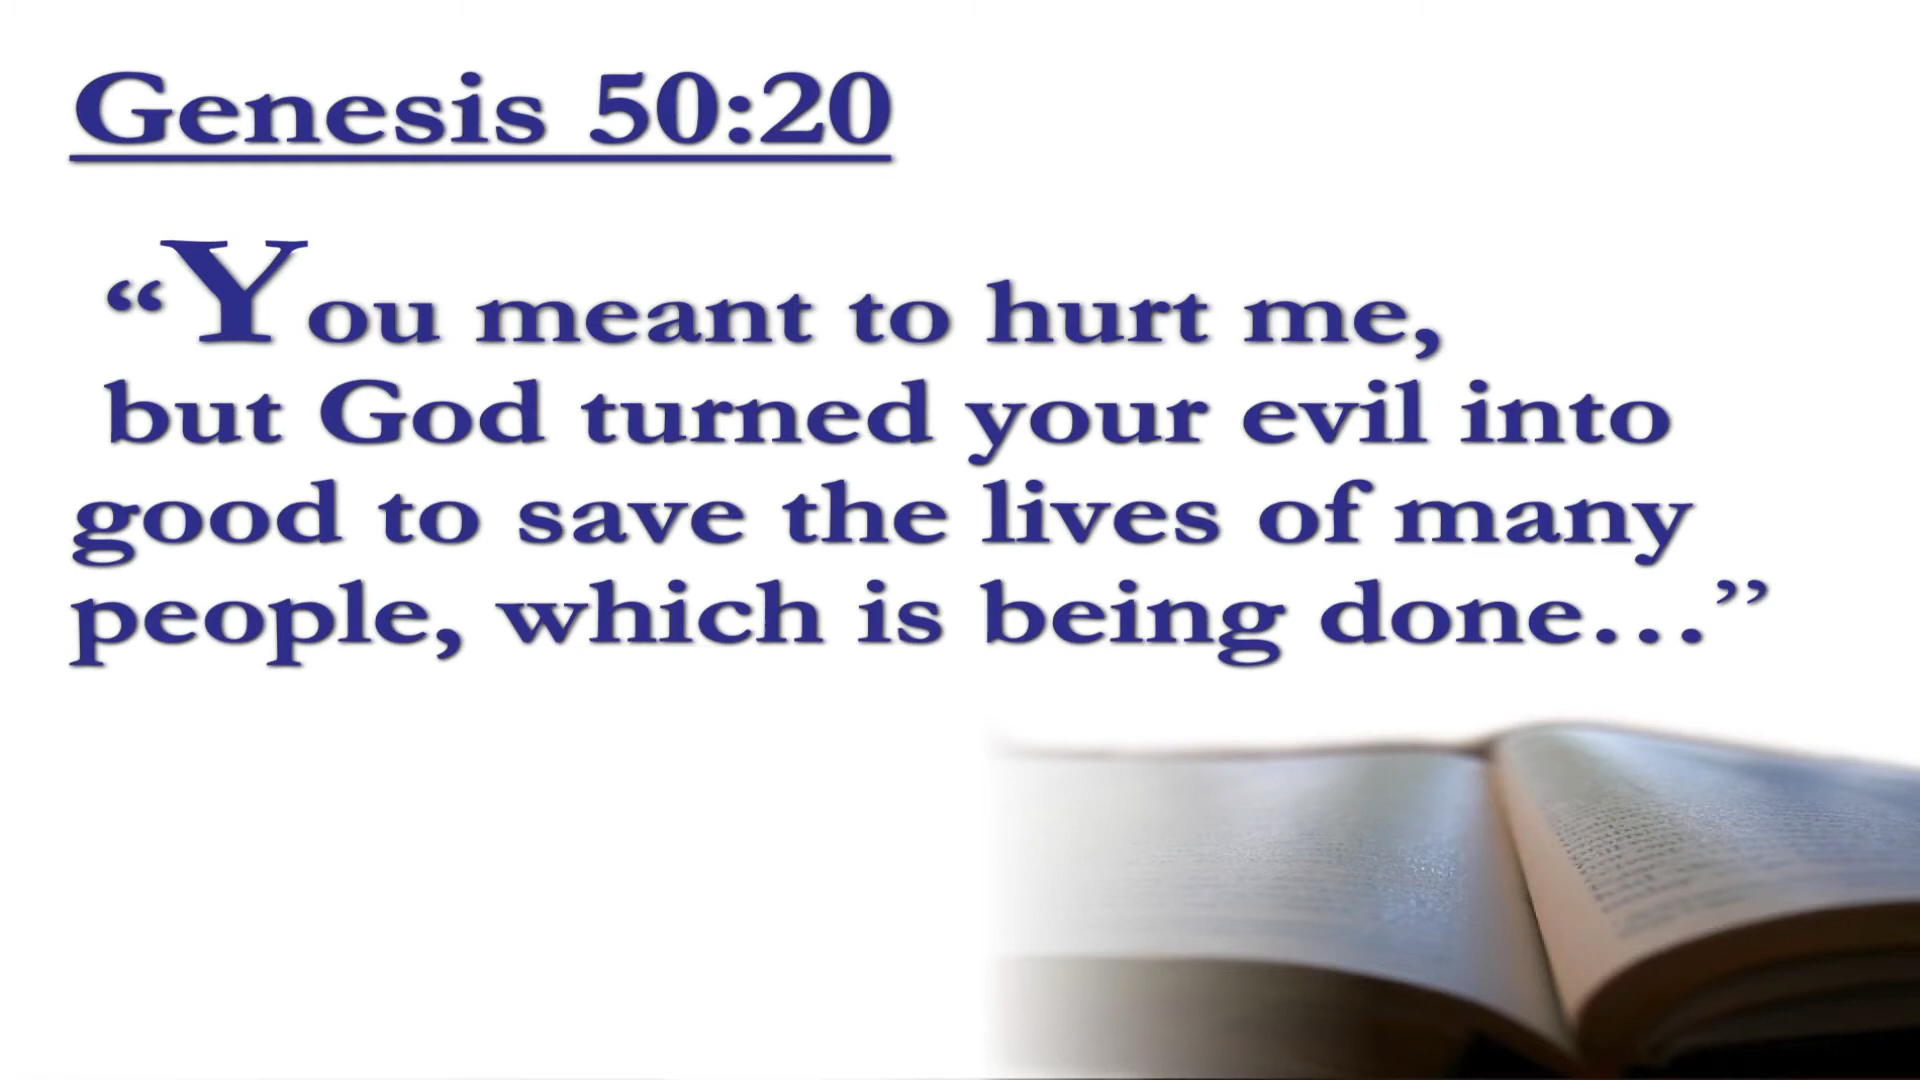 Genesis 50:20
“You meant to hurt me,
but God turned your evil into
good to save the lives of many
people, which is being done…”